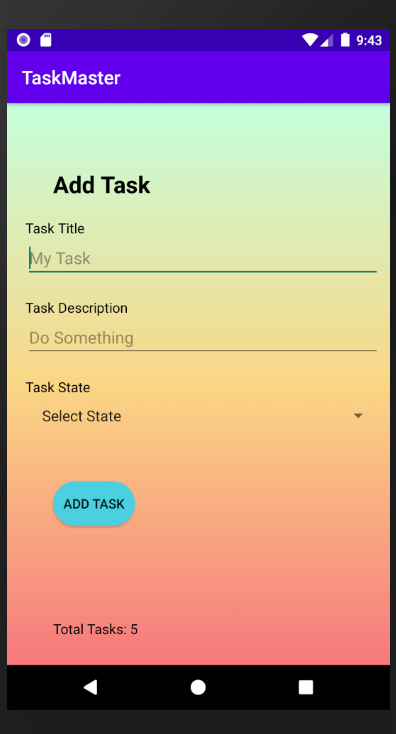 9:43
TaskMaster
Add Task
Task Title
My Task
Task Description
Do Something
Task State
Select State
ADD TASK
Total Tasks: 5